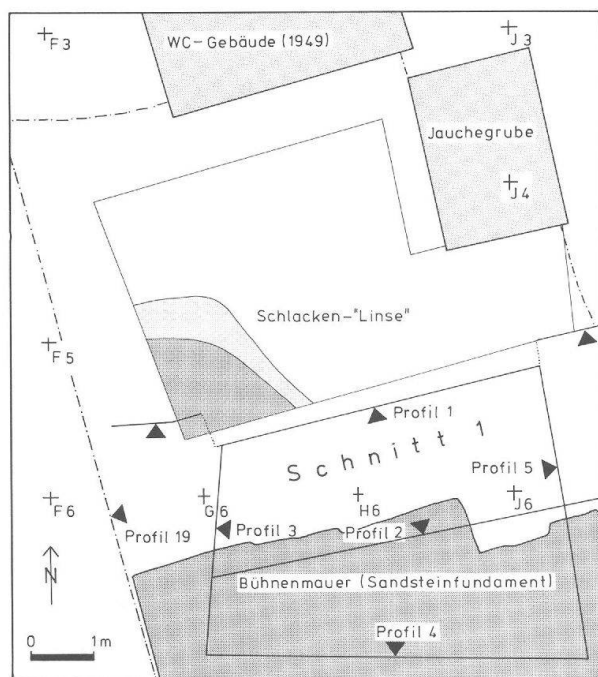 F3
WC-Gebäude (1949)
J3
Jauchegrube
J4
Schlacken-"Linse"
F5
Profil 1
Schnitt 1
Profil 5
F6
G6
H6
J6
Profil 19
Profil 3
Profil 2
N
Bühnenmauer (Sandsteinfundament)
Profil 4
0 1m